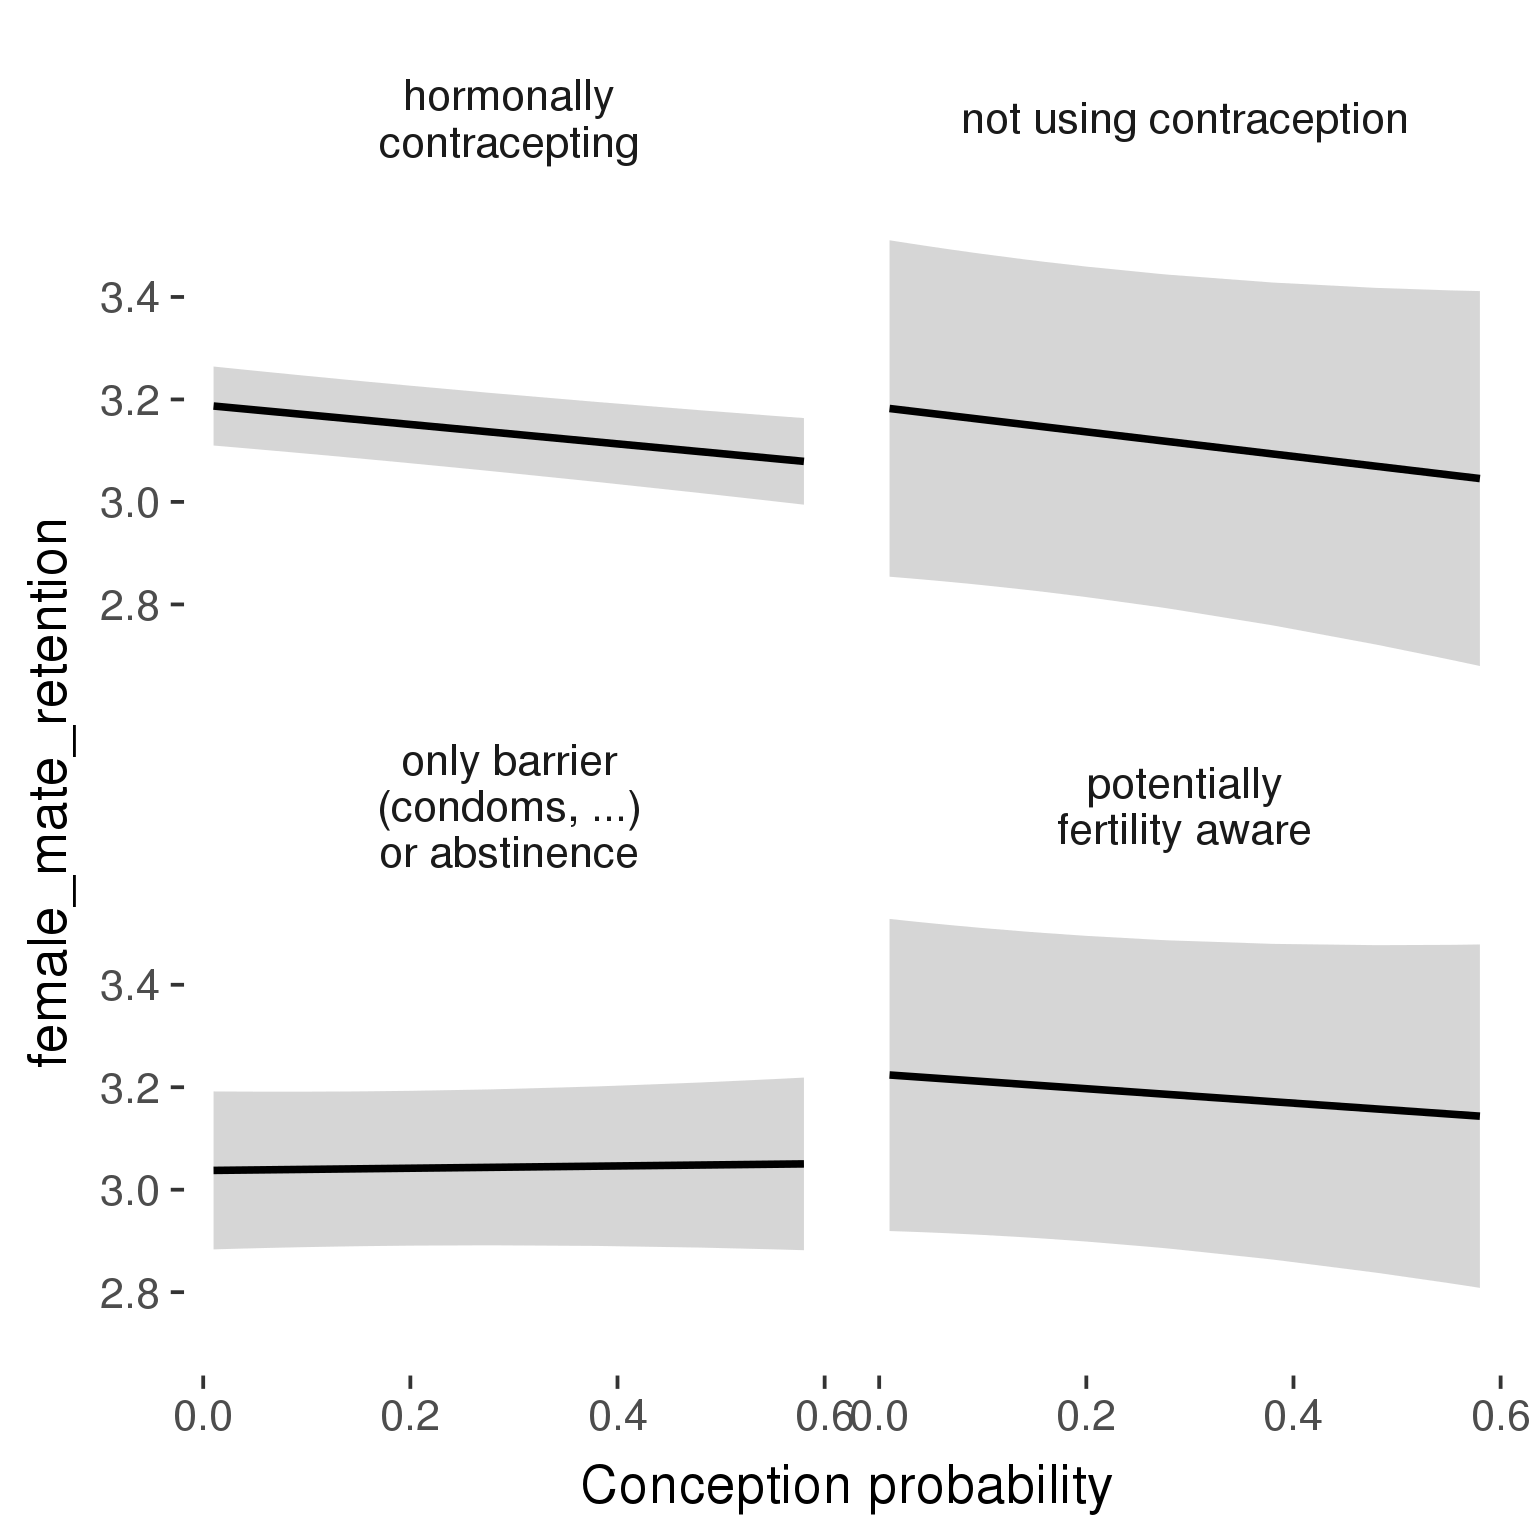 hormonally
contracepting
not using contraception
3.4
3.2
3.0
2.8
only barrier
(condoms, ...)
or abstinence
potentially
fertility aware
3.4
3.2
3.0
2.8
female_mate_retention
0.0 0.2 0.4 0.6 0.0 0.2 0.4 0.6
Conception probability